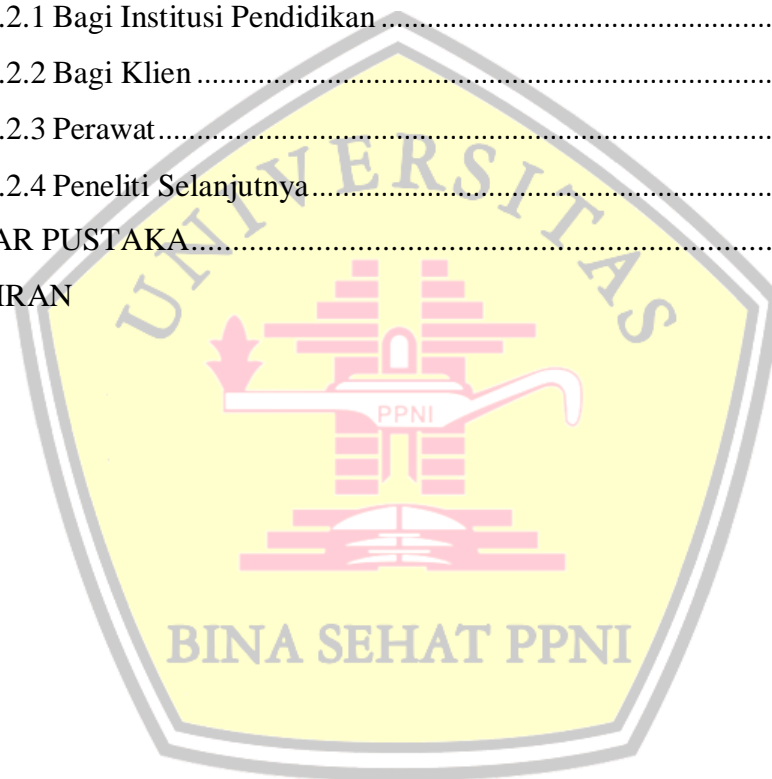 .2.1 Bagi Institusi Pendidikan ................................................
.2.2 Bagi Klien ................................................
.2.3 Perawat ................................................
.2.4 Peneliti Selanjutnya ................................................
AR PUSTAKA ................................................
IRAN
UNIVERSITAS
PPNI
BINA SEHAT PPNI